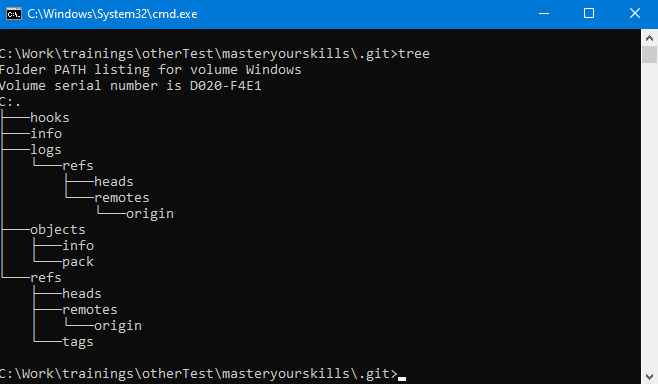 C:\Windows\System32\cmd.exe
C:\Work\trainings\otherTest\masteryourskills\.git>tree
Folder PATH listing for volume Windows
Volume serial number is D020-F4E1
C:.
├───hooks
├───info
├───logs
│   └───refs
│       ├───heads
│       └───remotes
│           └───origin
├───objects
│   ├───info
│   └───pack
└───refs
    ├───heads
    ├───remotes
    │   └───origin
    └───tags
C:\Work\trainings\otherTest\masteryourskills\.git>